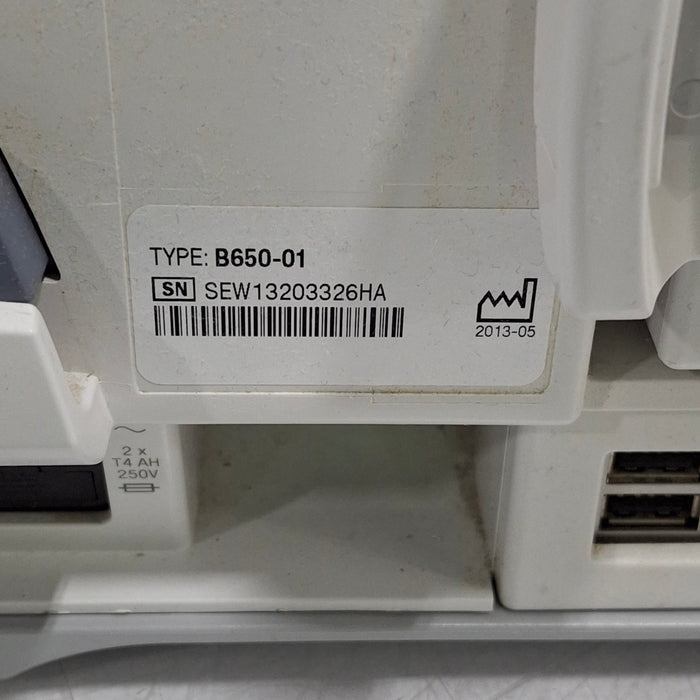 TYPE: B650-01
SN SEW13203326HA
2013-05
2 x
T4 AH
250V